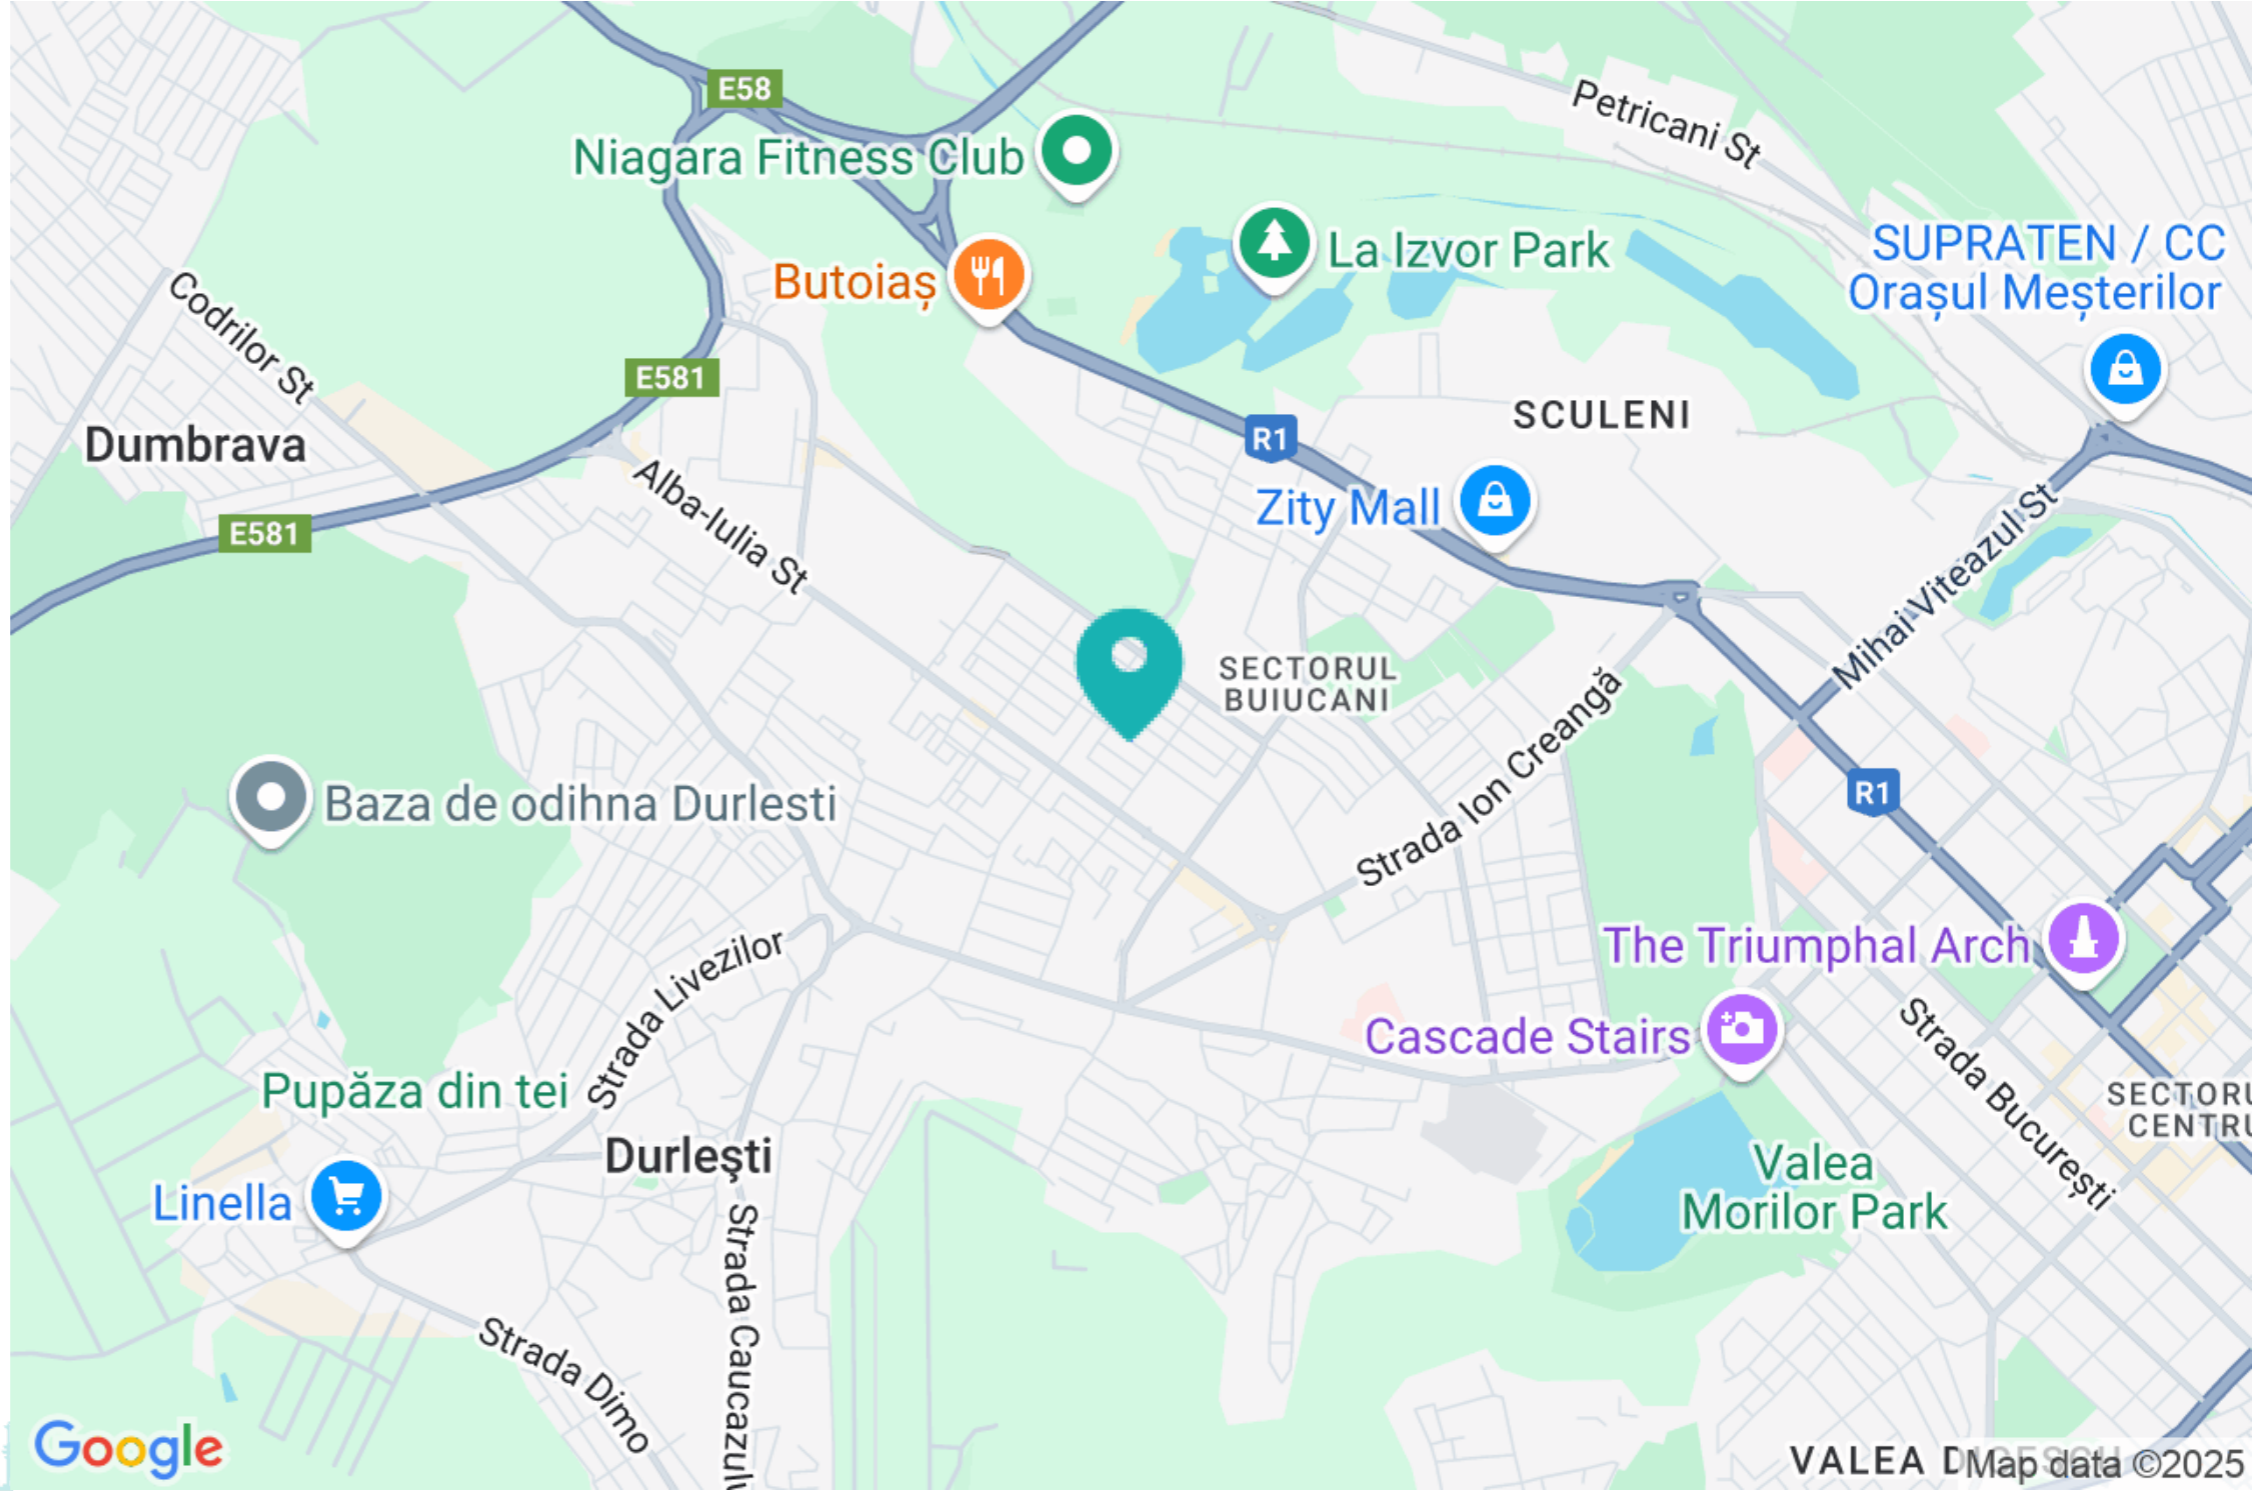 E58
Petricani St
Niagara Fitness Club
SUPRATEN / CC
Orașul Meșterilor
La Izvor Park
Butoiaș
Codrilor St
E581
SCULENI
Dumbrava
R1
Zity Mall
Alba-Iulia St
E581
Mihai Viteazul St
SECTORUL
BUIUCANI
Strada Ion Creangă
R1
Baza de odihna Durlesti
The Triumphal Arch
Strada Livezilor
Cascade Stairs
Strada București
Pupăza din tei
SECTORU
CENTRU
Durleşti
Valea
Morilor Park
Linella
Strada Caucazulu
Strada Dimo
Google
VALEA
Map data ©2025